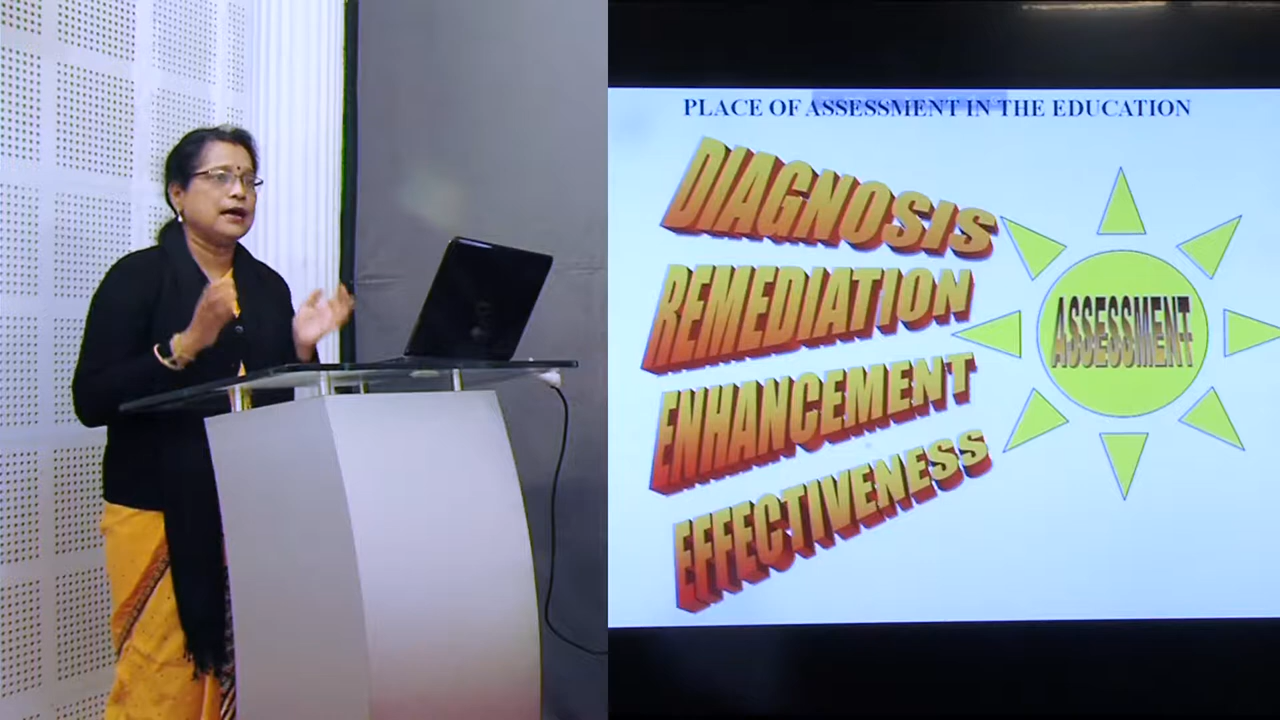 PLACE OF ASSESSMENT IN THE EDUCATION
DIAGNOSIS
REMEDIATION
ENHANCEMENT
EFFECTIVENESS
ASSESSMENT